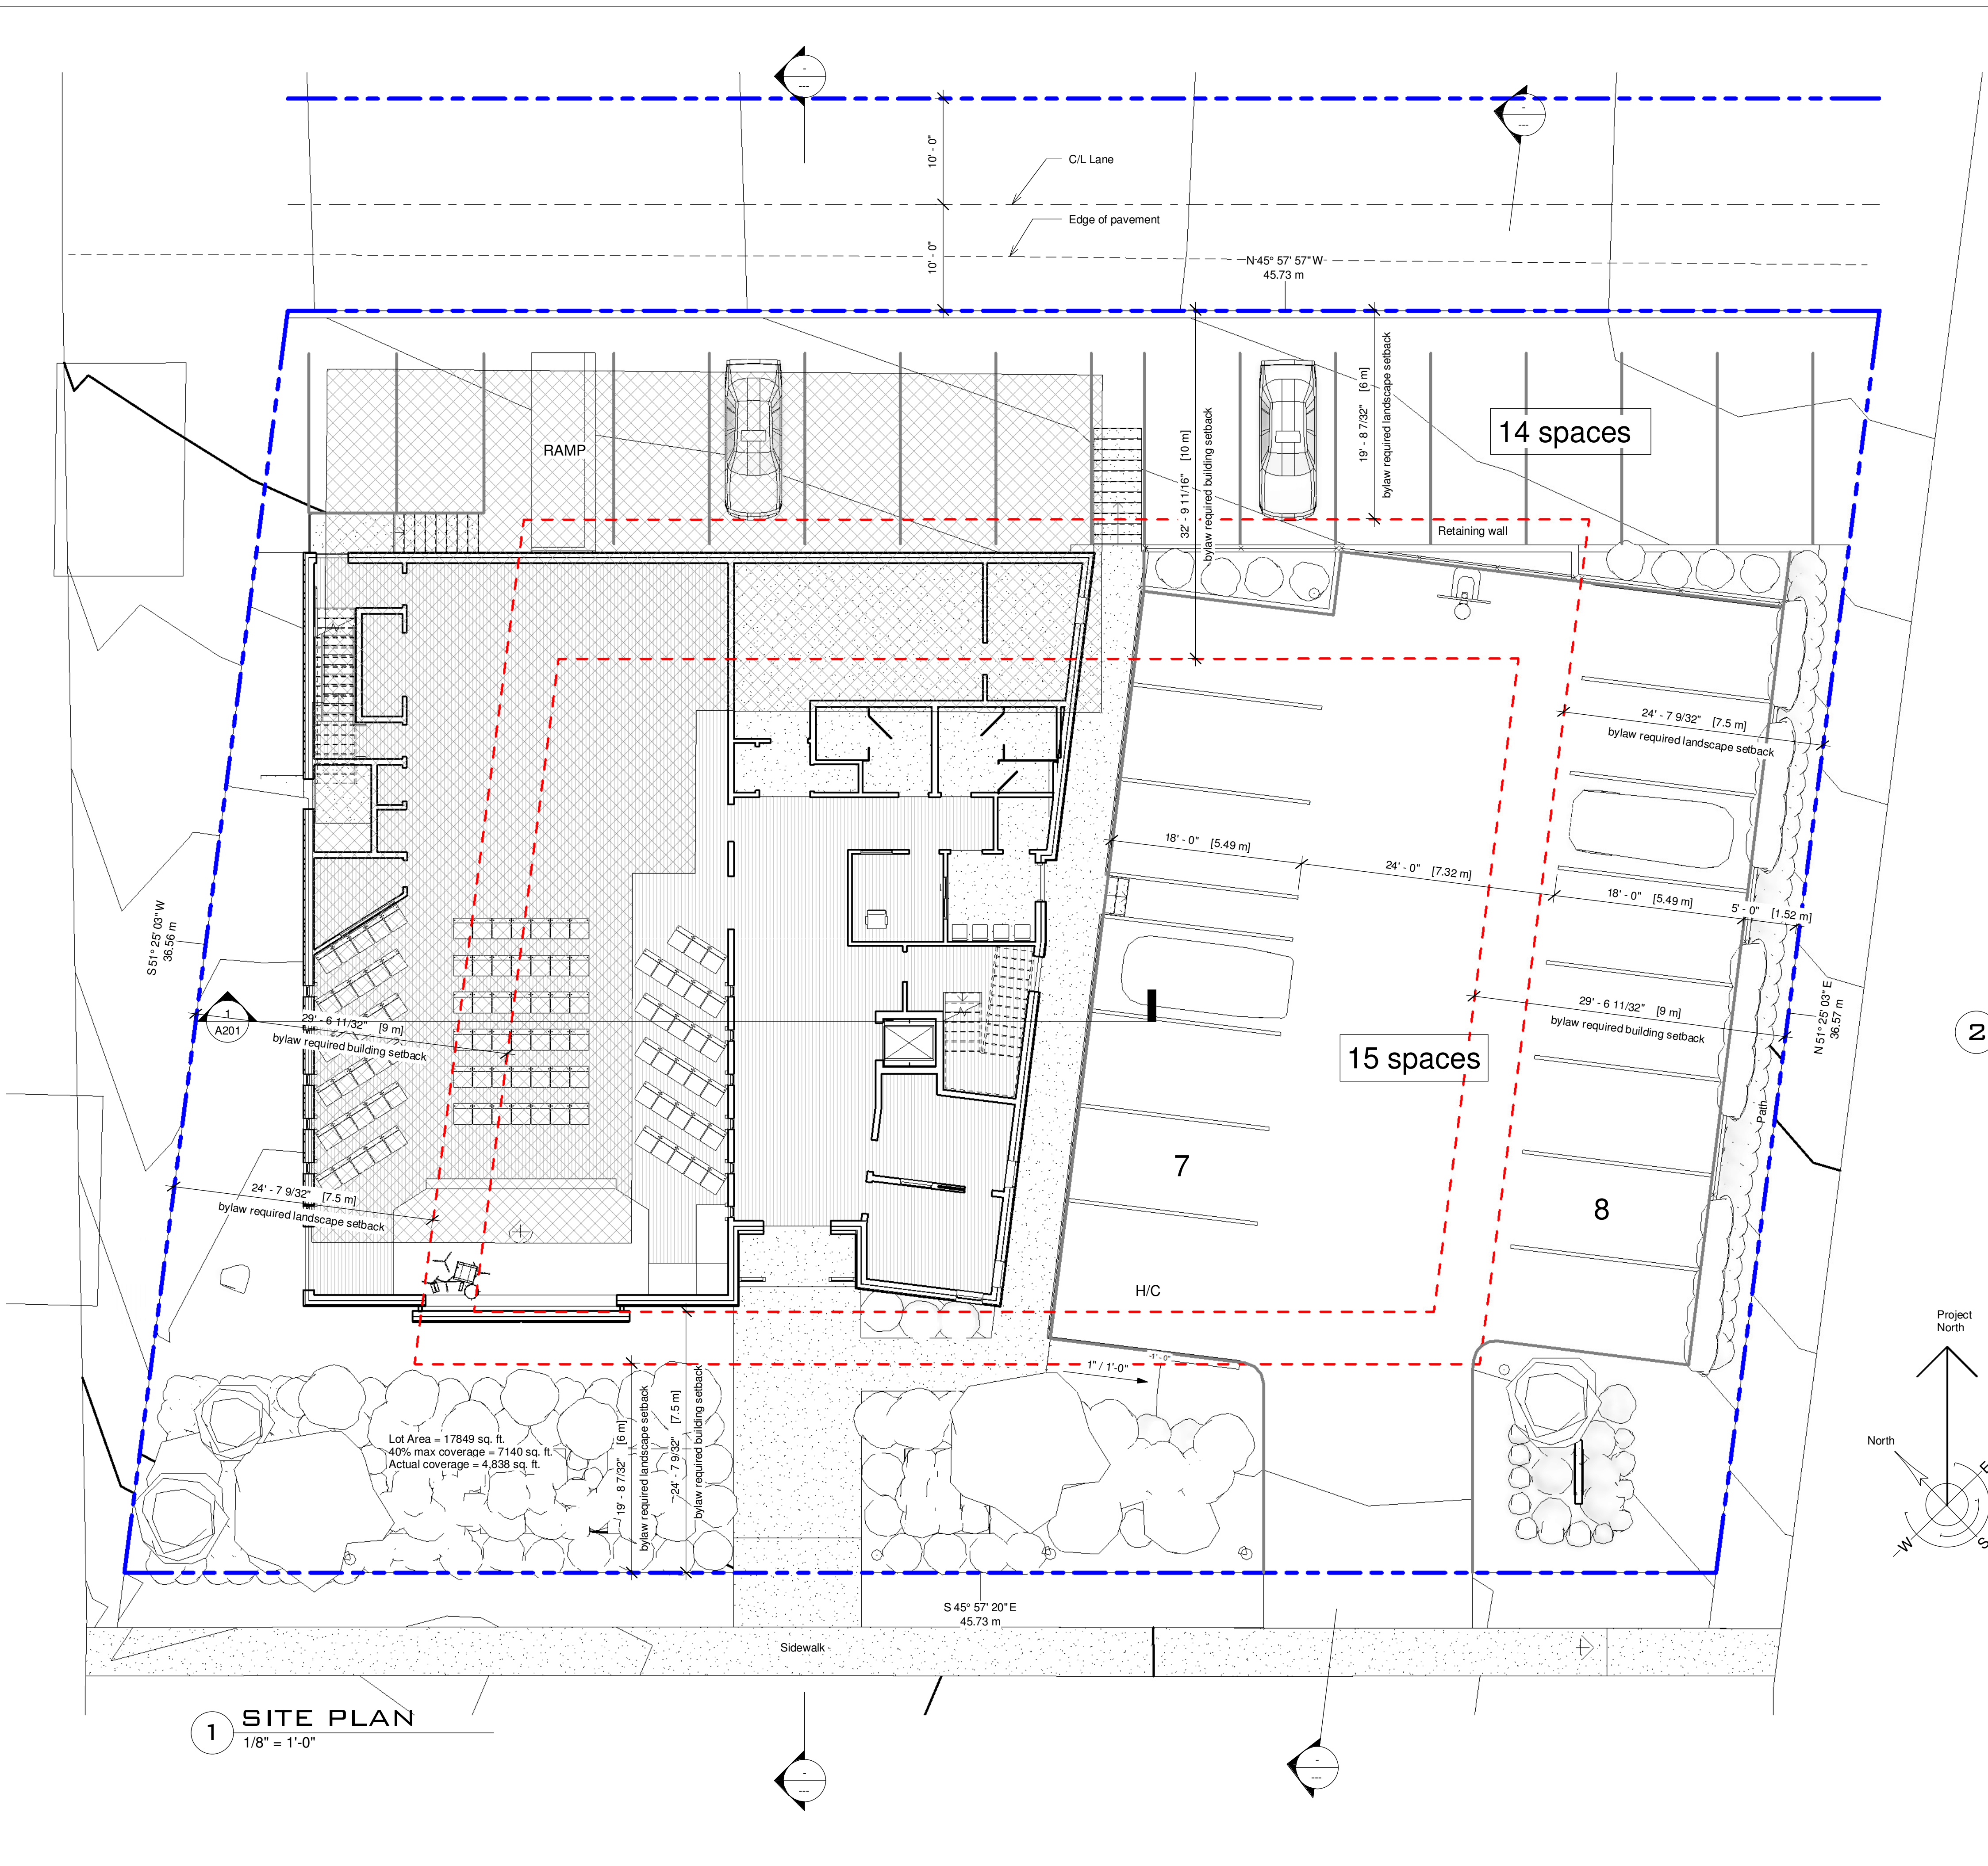 -
---
-
---
10' - 0"
C/L Lane
Edge of pavement
10' - 0"
N 45° 57' 57" W
45.73 m
RAMP
32' - 9 11/16" [10 m]
bylaw required building setback
19' - 8 7/32" [6 m]
bylaw required landscape setback
14 spaces
Retaining wall
24' - 7 9/32" [7.5 m]
bylaw required landscape setback
18' - 0" [5.49 m]
24' - 0" [7.32 m]
18' - 0" [5.49 m]
5' - 0" [1.52 m]
S 51° 25' 03" W
36.56 m
1
A201
29' - 6 11/32" [9 m]
bylaw required building setback
29' - 6 11/32" [9 m]
bylaw required building setback
N 51° 25' 03" E
36.57 m
2
15 spaces
Path
7
8
24' - 7 9/32" [7.5 m]
bylaw required landscape setback
H/C
1" / 1'-0"
-1' - 0"
Project
North
North
Lot Area = 17849 sq. ft.
40% max coverage = 7140 sq. ft.
Actual coverage = 4,838 sq. ft.
19' - 8 7/32" [6 m]
bylaw required landscape setback
24' - 7 9/32" [7.5 m]
bylaw required building setback
E
W
S
S 45° 57' 20" E
45.73 m
Sidewalk
1
SITE PLAN
1/8" = 1'-0"
-
---
-
---